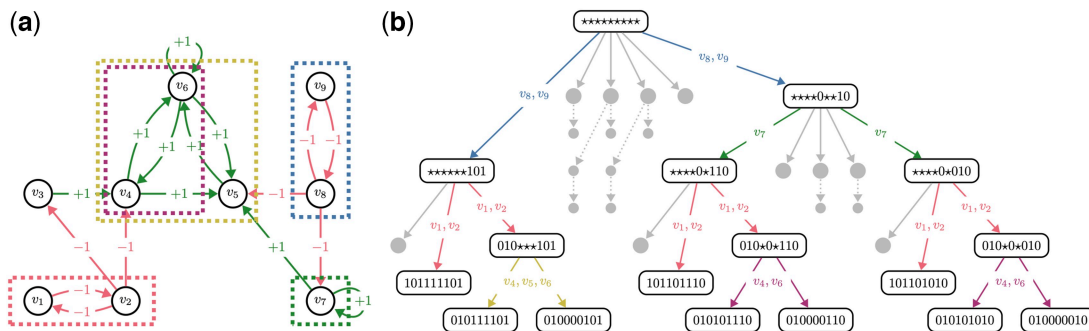 (a)
(b)
+1
v6
+1
+1
+1
+1
v9
-1
-1
v3
+1
v4
+1
v5
-1
v8
-1
-1
+1
-1
v1
-1
-1
v2
v7
+1
⋆⋆⋆⋆⋆⋆⋆⋆⋆
v8, v9
v8, v9
⋆⋆⋆⋆0⋆⋆10
v7
v7
⋆⋆⋆⋆⋆⋆101
⋆⋆⋆⋆0⋆110
⋆⋆⋆⋆0⋆010
v1, v2
v1, v2
v1, v2
v1, v2
v1, v2
v1, v2
010⋆⋆⋆101
010⋆0⋆110
010⋆0⋆010
101111101
v4, v5, v6
101101110
v4, v6
101101010
v4, v6
010111101
010000101
010101110
010000110
010101010
010000010